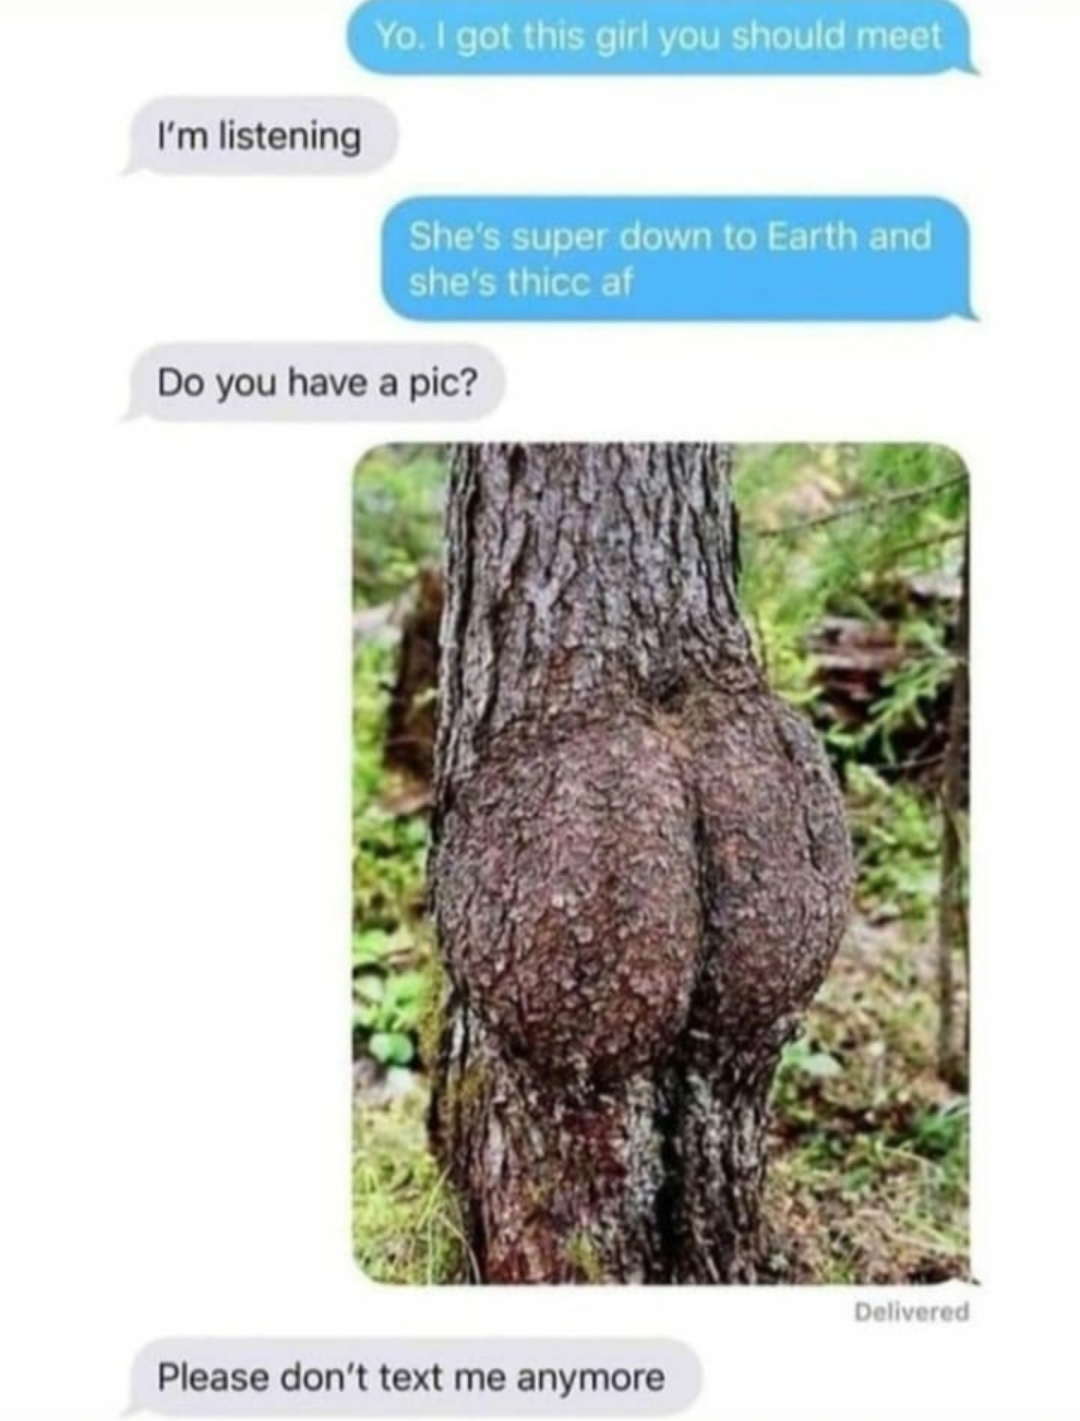 Yo. I got this girl you should meet
I'm listening
She's super down to Earth and
she's thicc af
Do you have a pic?
Delivered
Please don't text me anymore